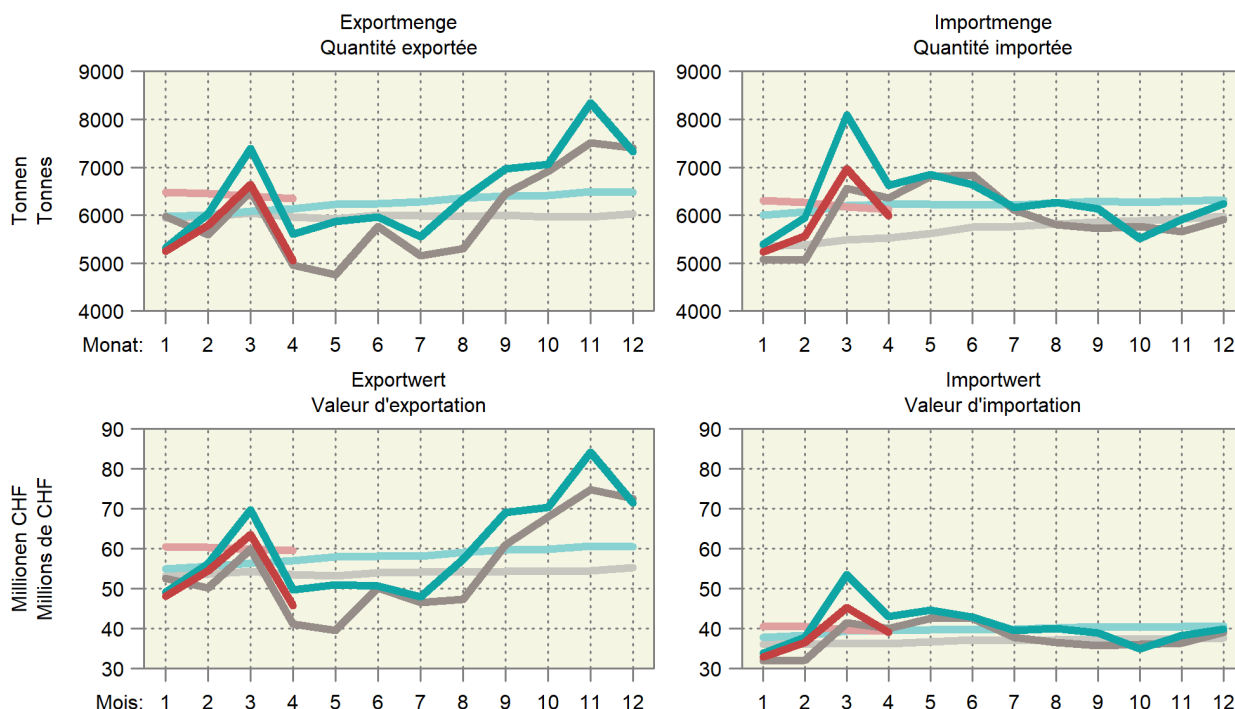 Exportmenge
Quantité exportée
Importmenge
Quantité importée
Tonnen
Tonnes
9000
8000
7000
6000
5000
4000
9000
8000
7000
6000
5000
4000
Monat: 1 2 3 4 5 6 7 8 9 10 11 12
1 2 3 4 5 6 7 8 9 10 11 12
Exportwert
Valeur d'exportation
Importwert
Valeur d'importation
Millionen CHF
Millions de CHF
90
80
70
60
50
40
30
90
80
70
60
50
40
30
Mois: 1 2 3 4 5 6 7 8 9 10 11 12
1 2 3 4 5 6 7 8 9 10 11 12